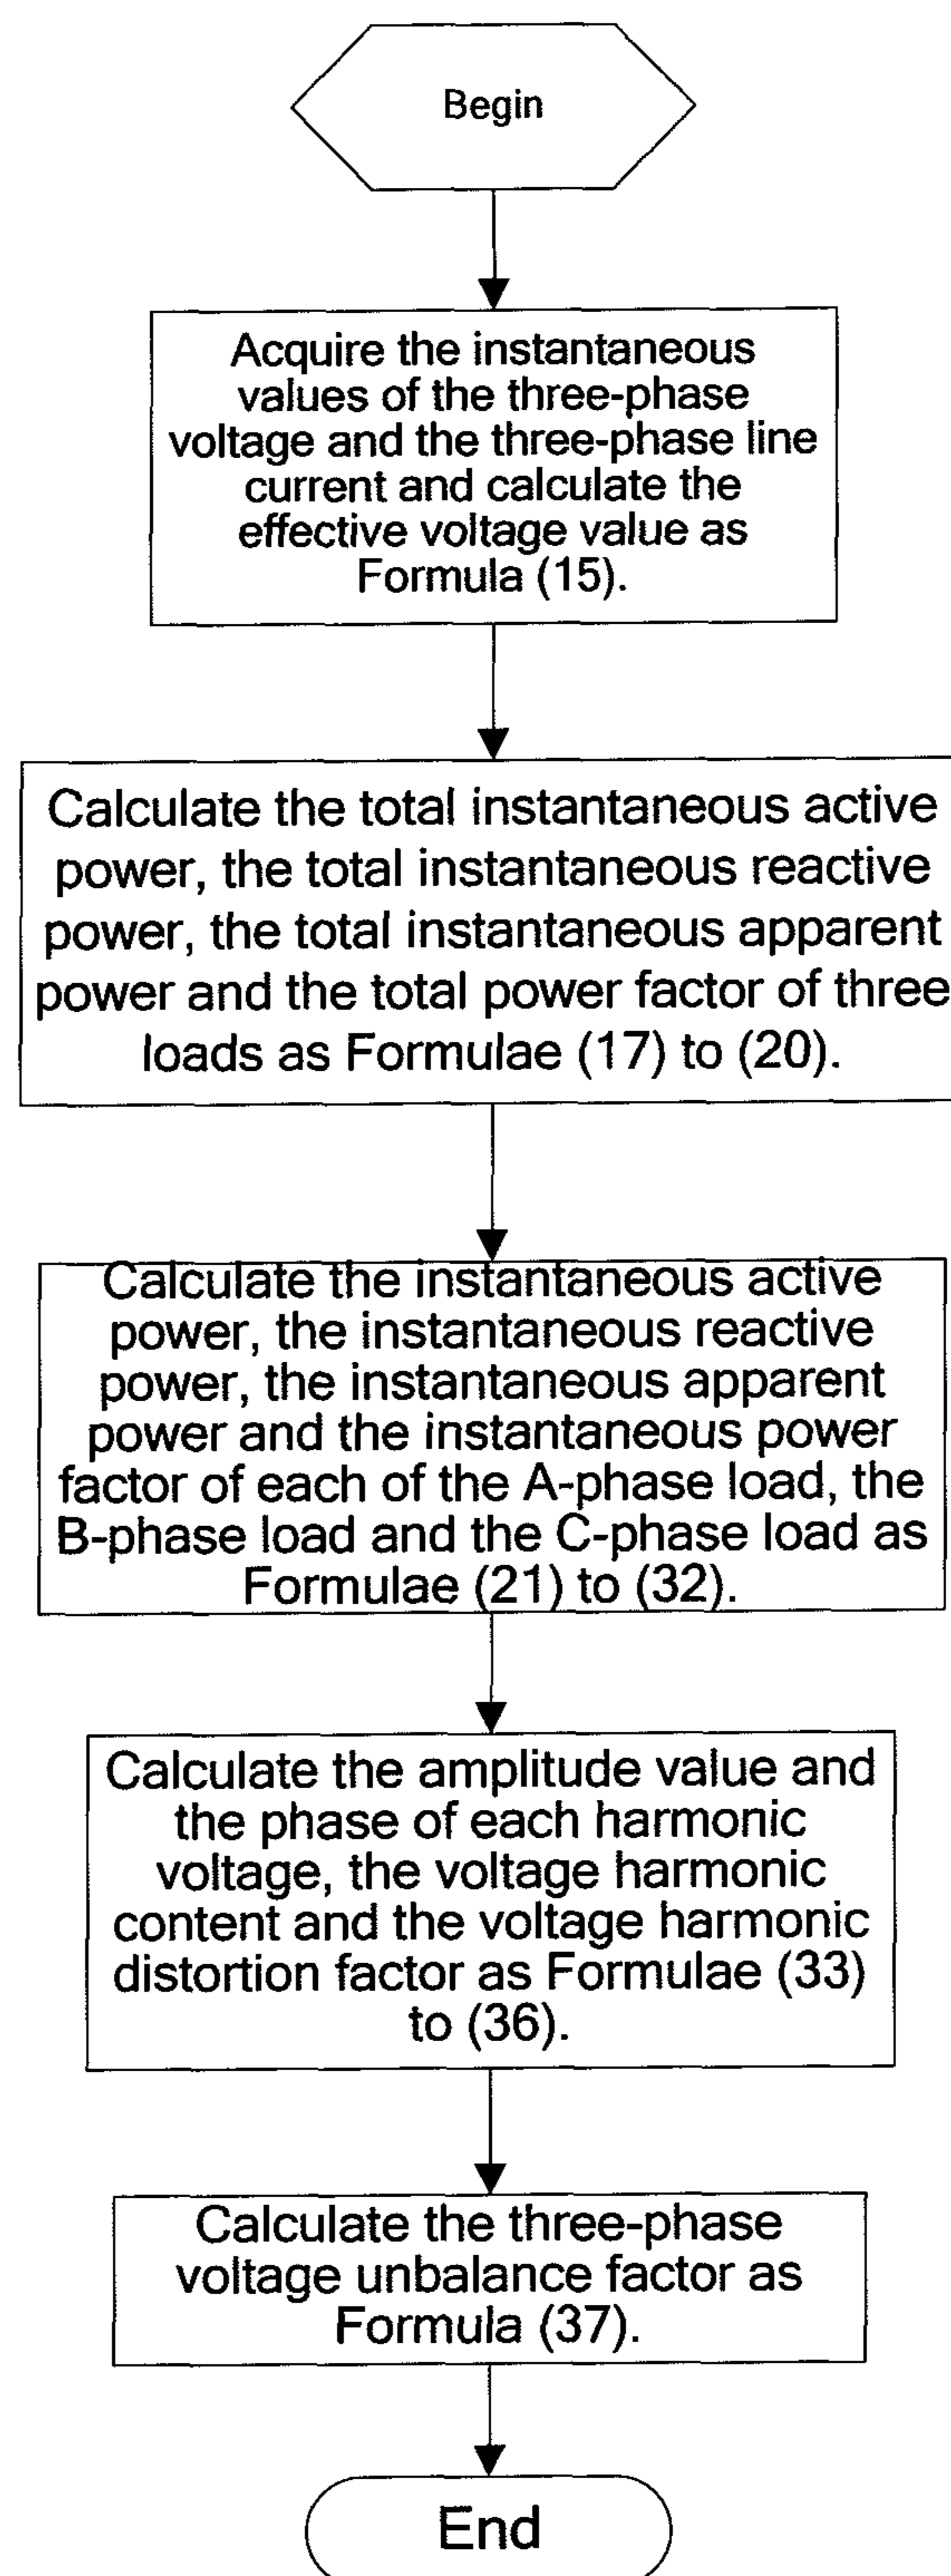 Begin
Acquire the instantaneous
values of the three-phase
voltage and the three-phase line
current and calculate the
effective voltage value as
Formula (15).
Calculate the total instantaneous active
power, the total instantaneous reactive
power, the total instantaneous apparent
power and the total power factor of three
loads as Formulae (17) to (20).
Calculate the instantaneous active
power, the instantaneous reactive
power, the instantaneous apparent
power and the instantaneous power
factor of each of the A-phase load, the
B-phase load and the C-phase load as
Formulae (21) to (32).
Calculate the amplitude value and
the phase of each harmonic
voltage, the voltage harmonic
content and the voltage harmonic
distortion factor as Formulae (33)
to (36).
Calculate the three-phase
voltage unbalance factor as
Formula (37).
End